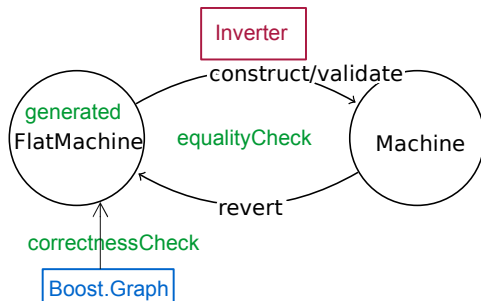 Inverter
construct/validate
generated
FlatMachine
equalityCheck
Machine
revert
correctnessCheck
Boost.Graph